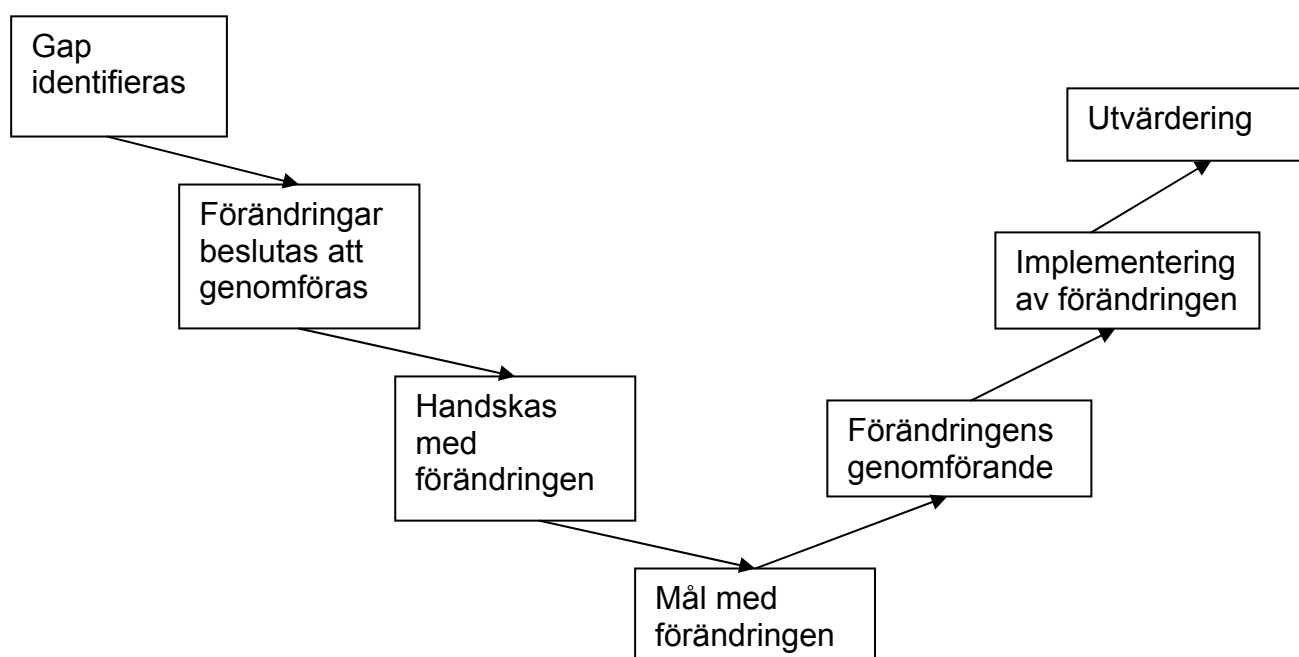 Gap
identifieras
Förändringar
beslutas att
genomföras
Handskas
med
förändringen
Mål med
förändringen
Förändringens
genomförande
Implementering
av förändringen
Utvärdering